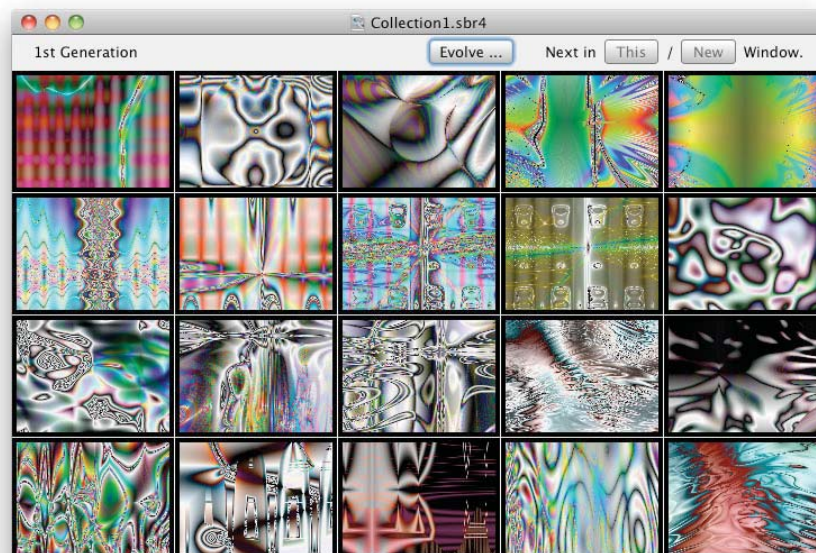 Collection1.sbr4
1st Generation Evolve ... Next in This / New Window.